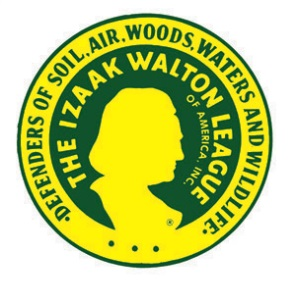 ·DEFENDERS OF SOIL, AIR, WOODS, WATERS AND WILDLIFE·
THE IZAAK WALTON LEAGUE
OF AMERICA, INC.
®